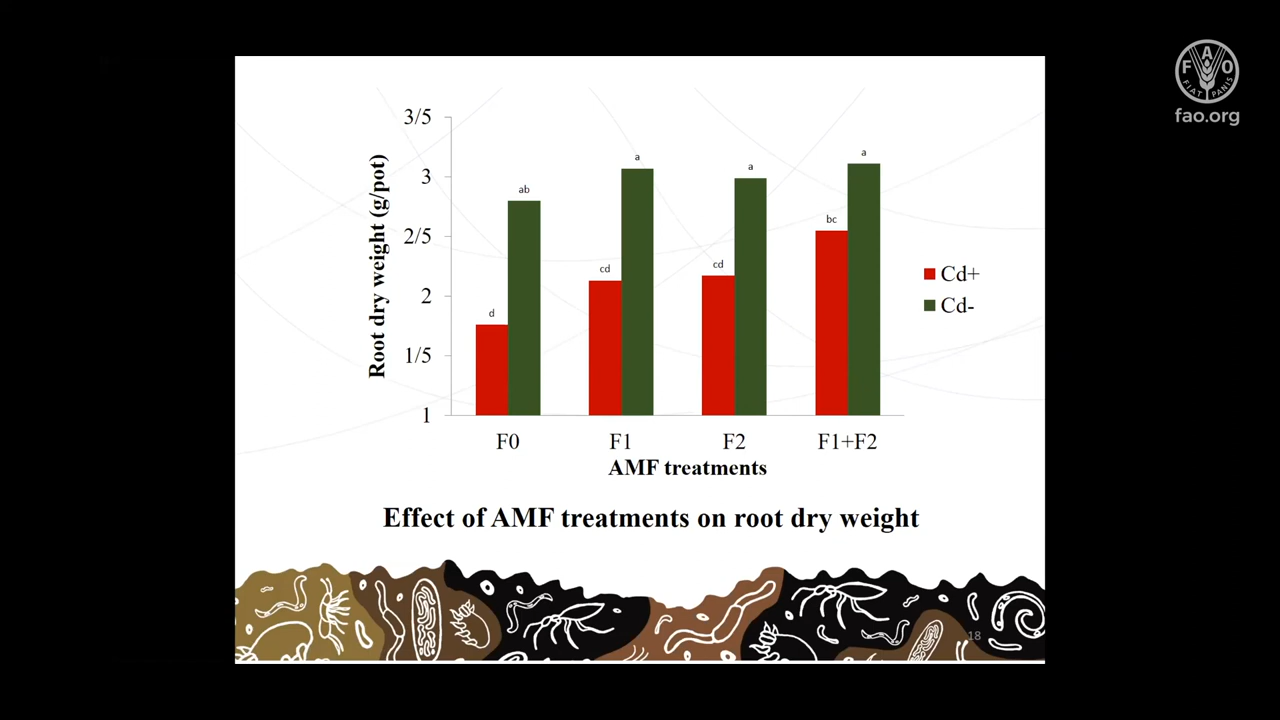 FAO
FIAT PANIS
fao.org
3/5
3
2/5
2
1/5
1
Root dry weight (g/pot)
d
ab
cd
a
cd
a
bc
a
F0
F1
F2
F1+F2
AMF treatments
Cd+
Cd-
Effect of AMF treatments on root dry weight
18